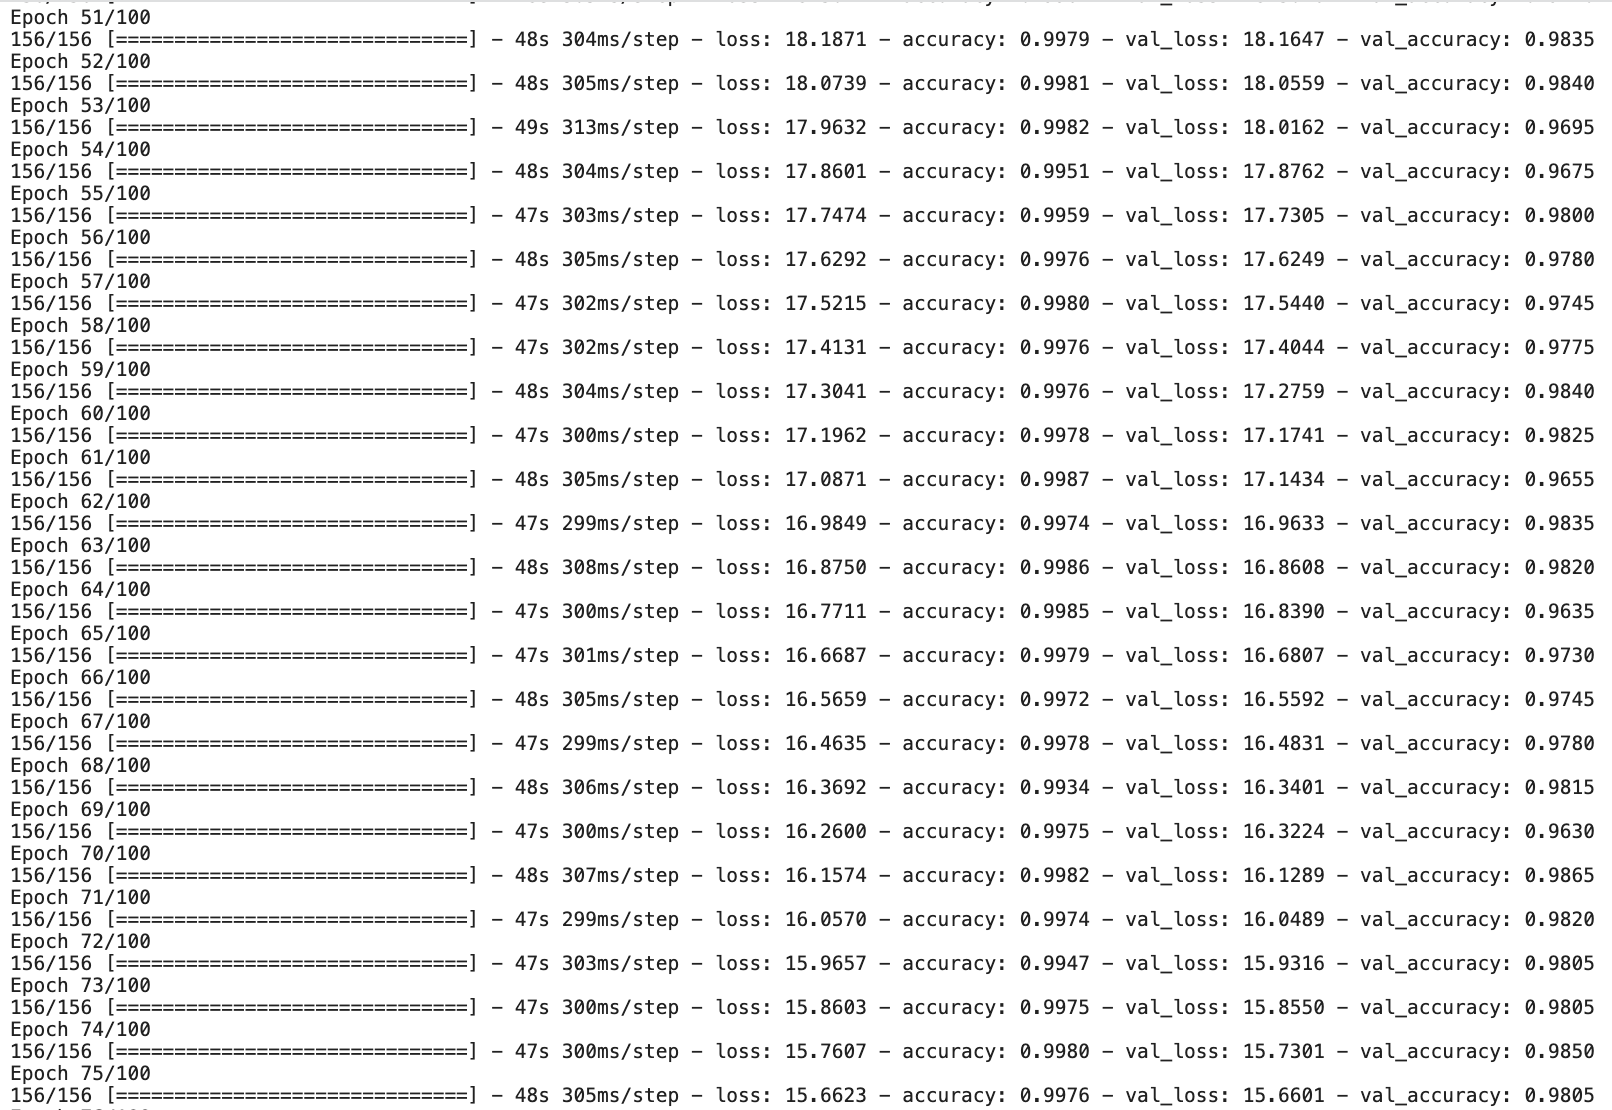 Epoch 51/100
156/156 [==============================] - 48s 304ms/step - loss: 18.1871 - accuracy: 0.9979 - val_loss: 18.1647 - val_accuracy: 0.9835
Epoch 52/100
156/156 [==============================] - 48s 305ms/step - loss: 18.0739 - accuracy: 0.9981 - val_loss: 18.0559 - val_accuracy: 0.9840
Epoch 53/100
156/156 [==============================] - 49s 313ms/step - loss: 17.9632 - accuracy: 0.9982 - val_loss: 18.0162 - val_accuracy: 0.9695
Epoch 54/100
156/156 [==============================] - 48s 304ms/step - loss: 17.8601 - accuracy: 0.9951 - val_loss: 17.8762 - val_accuracy: 0.9675
Epoch 55/100
156/156 [==============================] - 47s 303ms/step - loss: 17.7474 - accuracy: 0.9959 - val_loss: 17.7305 - val_accuracy: 0.9800
Epoch 56/100
156/156 [==============================] - 48s 305ms/step - loss: 17.6292 - accuracy: 0.9976 - val_loss: 17.6249 - val_accuracy: 0.9780
Epoch 57/100
156/156 [==============================] - 47s 302ms/step - loss: 17.5215 - accuracy: 0.9980 - val_loss: 17.5440 - val_accuracy: 0.9745
Epoch 58/100
156/156 [==============================] - 47s 302ms/step - loss: 17.4131 - accuracy: 0.9976 - val_loss: 17.4044 - val_accuracy: 0.9775
Epoch 59/100
156/156 [==============================] - 48s 304ms/step - loss: 17.3041 - accuracy: 0.9976 - val_loss: 17.2759 - val_accuracy: 0.9840
Epoch 60/100
156/156 [==============================] - 47s 300ms/step - loss: 17.1962 - accuracy: 0.9978 - val_loss: 17.1741 - val_accuracy: 0.9825
Epoch 61/100
156/156 [==============================] - 48s 305ms/step - loss: 17.0871 - accuracy: 0.9987 - val_loss: 17.1434 - val_accuracy: 0.9655
Epoch 62/100
156/156 [==============================] - 47s 299ms/step - loss: 16.9849 - accuracy: 0.9974 - val_loss: 16.9633 - val_accuracy: 0.9835
Epoch 63/100
156/156 [==============================] - 48s 308ms/step - loss: 16.8750 - accuracy: 0.9986 - val_loss: 16.8608 - val_accuracy: 0.9820
Epoch 64/100
156/156 [==============================] - 47s 300ms/step - loss: 16.7711 - accuracy: 0.9985 - val_loss: 16.8390 - val_accuracy: 0.9635
Epoch 65/100
156/156 [==============================] - 47s 301ms/step - loss: 16.6687 - accuracy: 0.9979 - val_loss: 16.6807 - val_accuracy: 0.9730
Epoch 66/100
156/156 [==============================] - 48s 305ms/step - loss: 16.5659 - accuracy: 0.9972 - val_loss: 16.5592 - val_accuracy: 0.9745
Epoch 67/100
156/156 [==============================] - 47s 299ms/step - loss: 16.4635 - accuracy: 0.9978 - val_loss: 16.4831 - val_accuracy: 0.9780
Epoch 68/100
156/156 [==============================] - 48s 306ms/step - loss: 16.3692 - accuracy: 0.9934 - val_loss: 16.3401 - val_accuracy: 0.9815
Epoch 69/100
156/156 [==============================] - 47s 300ms/step - loss: 16.2600 - accuracy: 0.9975 - val_loss: 16.3224 - val_accuracy: 0.9630
Epoch 70/100
156/156 [==============================] - 48s 307ms/step - loss: 16.1574 - accuracy: 0.9982 - val_loss: 16.1289 - val_accuracy: 0.9865
Epoch 71/100
156/156 [==============================] - 47s 299ms/step - loss: 16.0570 - accuracy: 0.9974 - val_loss: 16.0489 - val_accuracy: 0.9820
Epoch 72/100
156/156 [==============================] - 47s 303ms/step - loss: 15.9657 - accuracy: 0.9947 - val_loss: 15.9316 - val_accuracy: 0.9805
Epoch 73/100
156/156 [==============================] - 47s 300ms/step - loss: 15.8603 - accuracy: 0.9975 - val_loss: 15.8550 - val_accuracy: 0.9805
Epoch 74/100
156/156 [==============================] - 47s 300ms/step - loss: 15.7607 - accuracy: 0.9980 - val_loss: 15.7301 - val_accuracy: 0.9850
Epoch 75/100
156/156 [==============================] - 48s 305ms/step - loss: 15.6623 - accuracy: 0.9976 - val_loss: 15.6601 - val_accuracy: 0.9805